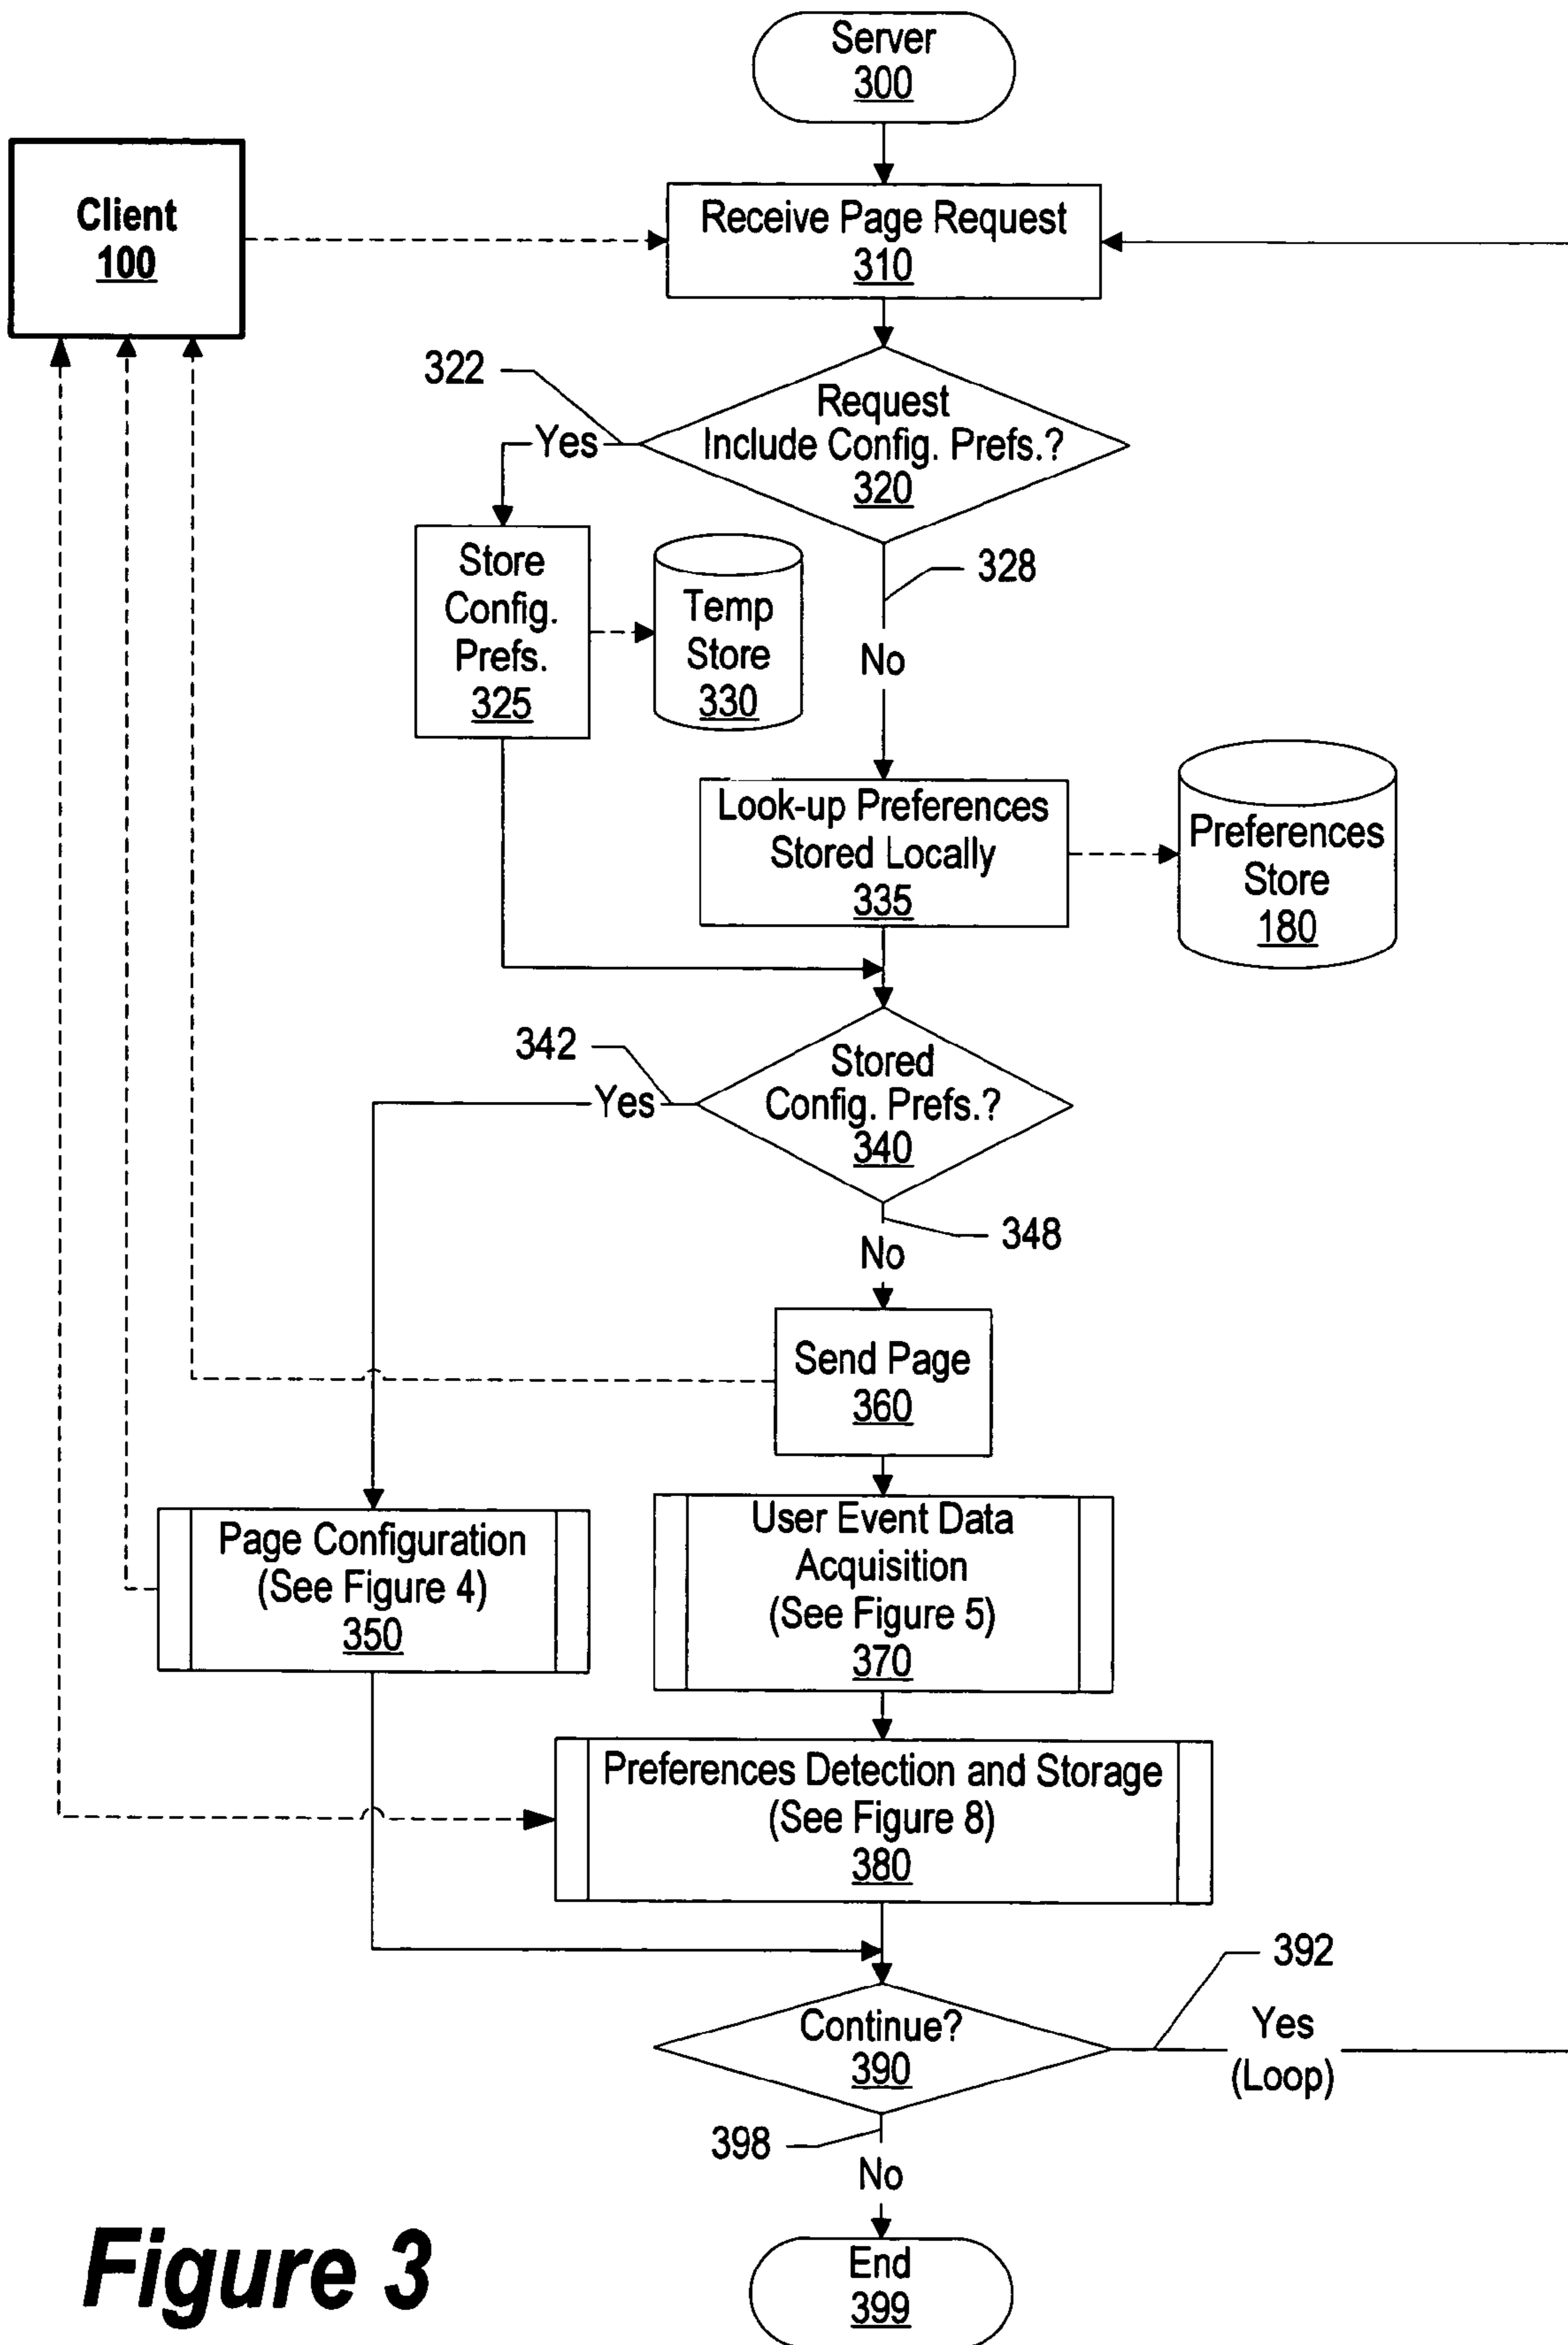 Server
300
Client
100
Receive Page Request
310
322
Request
Include Config. Prefs.?
320
Yes
328
Store
Config.
Prefs.
325
Temp
Store
330
No
Look-up Preferences
Stored Locally
335
Preferences
Store
180
342
Stored
Config. Prefs.?
340
Yes
348
No
Send Page
360
Page Configuration
(See Figure 4)
350
User Event Data
Acquisition
(See Figure 5)
370
Preferences Detection and Storage
(See Figure 8)
380
392
Continue?
390
Yes
(Loop)
398
No
End
399
Figure 3